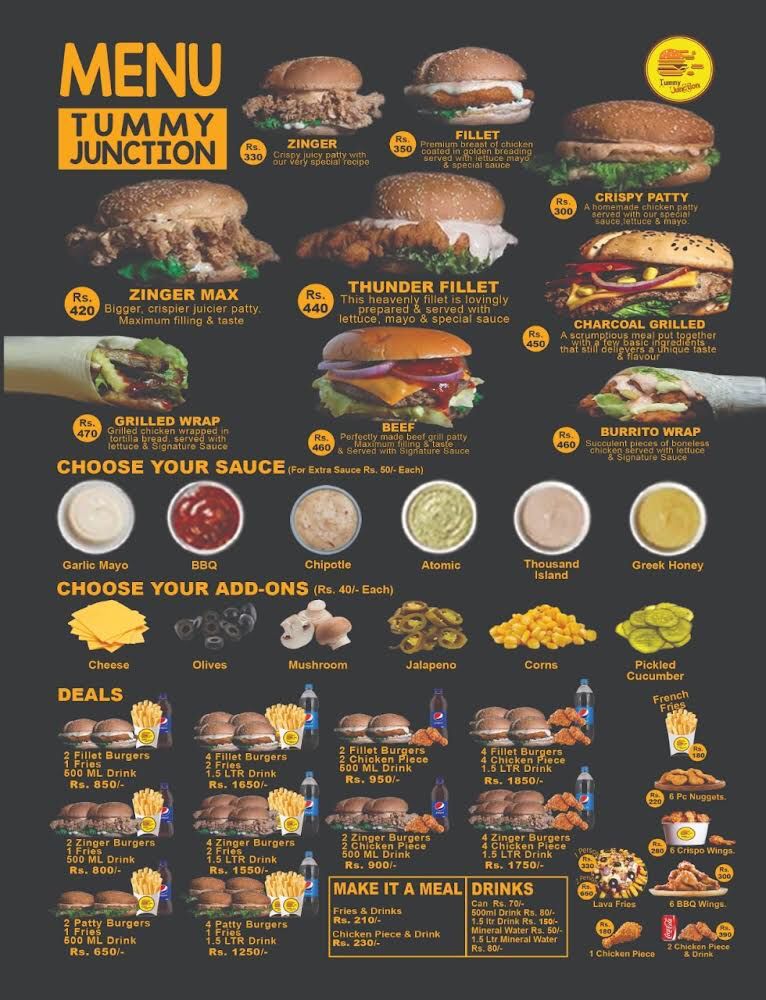 MENU
TUMMY
JUNCTION
Tummy
Junction
Rs.
330
ZINGER
Crispy juicy patty with
our very special recipe
Rs.
350
FILLET
Premium breast of chicken
coated in golden breading
served with lettuce mayo
& special sauce
Rs.
300
CRISPY PATTY
A homemade chicken patty
served with our special
sauce,lettuce & mayo.
Rs.
420
ZINGER MAX
Bigger, crispier juicier patty.
Maximum filling & taste
Rs.
440
THUNDER FILLET
This heavenly fillet is lovingly
prepared & served with
lettuce, mayo & special sauce
Rs.
450
CHARCOAL GRILLED
A scrumptious meal put together
with a few basic ingredients
that still delievers a unique taste
& flavour
Rs.
470
GRILLED WRAP
Grilled chicken wrapped in
tortilla bread, served with
lettuce & Signature Sauce
Rs.
460
BEEF
Perfectly made beef grill patty
Maximum filling & taste
& Served with Signature Sauce
Rs.
460
BURRITO WRAP
Succulent pieces of boneless
chicken served with lettuce
& Signature Sauce
CHOOSE YOUR SAUCE (For Extra Sauce Rs. 50/- Each)
Garlic Mayo
BBQ
Chipotle
Atomic
Thousand
Island
Greek Honey
CHOOSE YOUR ADD-ONS (Rs. 40/- Each)
Cheese
Olives
Mushroom
Jalapeno
Corns
Pickled
Cucumber
DEALS
2 Fillet Burgers
1 Fries
500 ML Drink
Rs. 850/-
4 Fillet Burgers
2 Fries
1.5 LTR Drink
Rs. 1650/-
2 Fillet Burgers
2 Chicken Piece
500 ML Drink
Rs. 950/-
4 Fillet Burgers
4 Chicken Piece
1.5 LTR Drink
Rs. 1850/-
2 Zinger Burgers
1 Fries
500 ML Drink
Rs. 800/-
4 Zinger Burgers
2 Fries
1.5 LTR Drink
Rs. 1550/-
2 Zinger Burgers
2 Chicken Piece
500 ML Drink
Rs. 900/-
4 Zinger Burgers
4 Chicken Piece
1.5 LTR Drink
Rs. 1750/-
2 Patty Burgers
1 Fries
500 ML Drink
Rs. 650/-
4 Patty Burgers
1 Fries
1.5 LTR Drink
Rs. 1250/-
MAKE IT A MEAL
Fries & Drinks
Rs. 210/-
Chicken Piece & Drink
Rs. 230/-
DRINKS
Can Rs. 70/-
500ml Drink Rs. 80/-
1.5 ltr Drink Rs. 150/-
Mineral Water Rs. 50/-
1.5 Ltr Mineral Water
Rs. 80/-
French
Fries
Rs.
180
Rs.
220
6 Pc Nuggets.
Rs.
280
6 Crispo Wings.
Rs.
330
Rs.
650
Lava Fries
Rs.
300
6 BBQ Wings.
Rs.
180
1 Chicken Piece
Rs.
390
2 Chicken Piece
& Drink